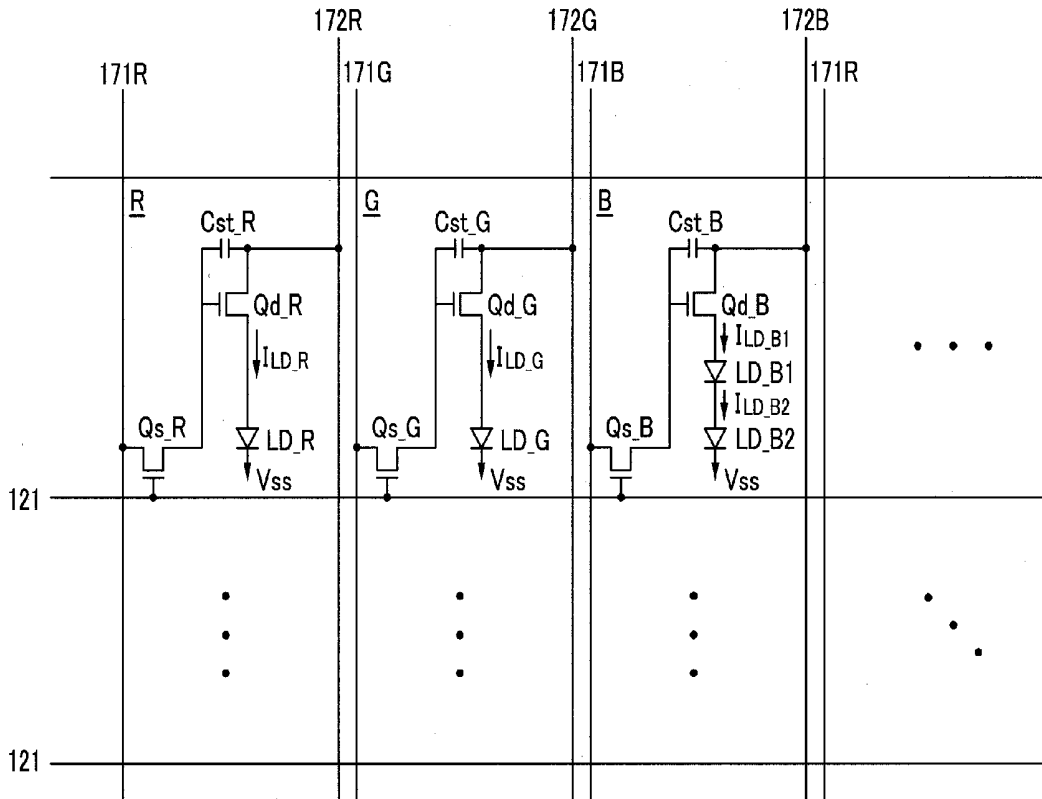 172R 172G 172B
171R 171G 171B 171R
R G B
Cst_R Cst_G Cst_B
Qd_R Qd_G Qd_B
ILD_R ILD_G ILD_B1
LD_B1
ILD_B2
Qs_R LD_R Qs_G LD_G Qs_B LD_B2
Vss Vss Vss
121
121